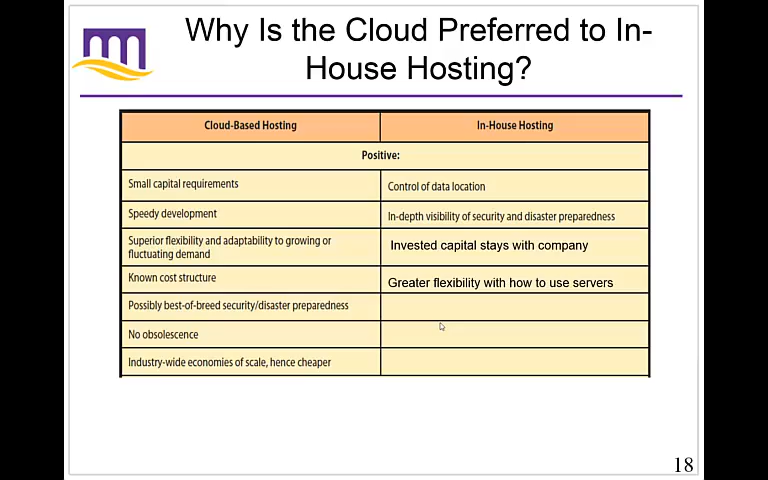 Why Is the Cloud Preferred to In-
House Hosting?
Cloud-Based Hosting In-House Hosting
Positive:
Small capital requirements Control of data location
Speedy development In-depth visibility of security and disaster preparedness
Superior flexibility and adaptability to growing or
fluctuating demand
Invested capital stays with company
Known cost structure Greater flexibility with how to use servers
Possibly best-of-breed security/disaster preparedness
No obsolescence
Industry-wide economies of scale, hence cheaper
18